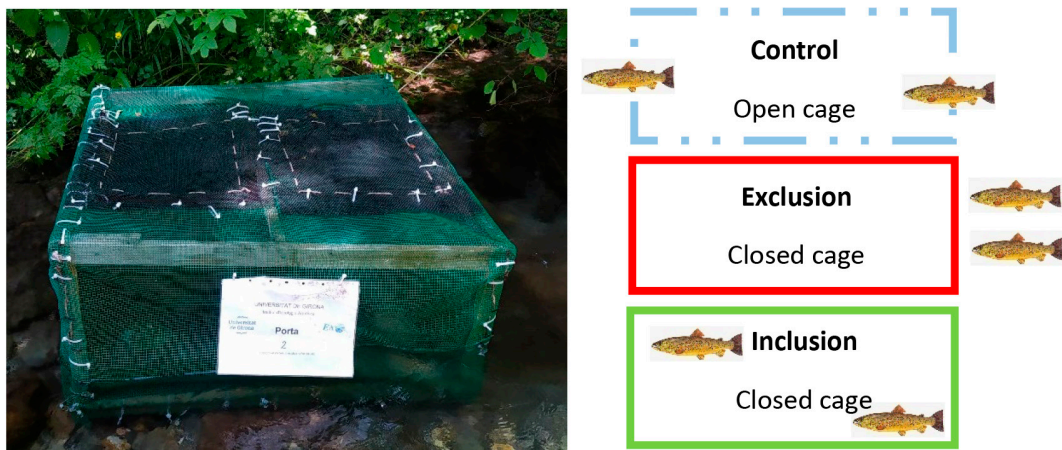 UNIVERSITAT DE GIRONA
Porta
2
Control
Open cage
Exclusion
Closed cage
Inclusion
Closed cage